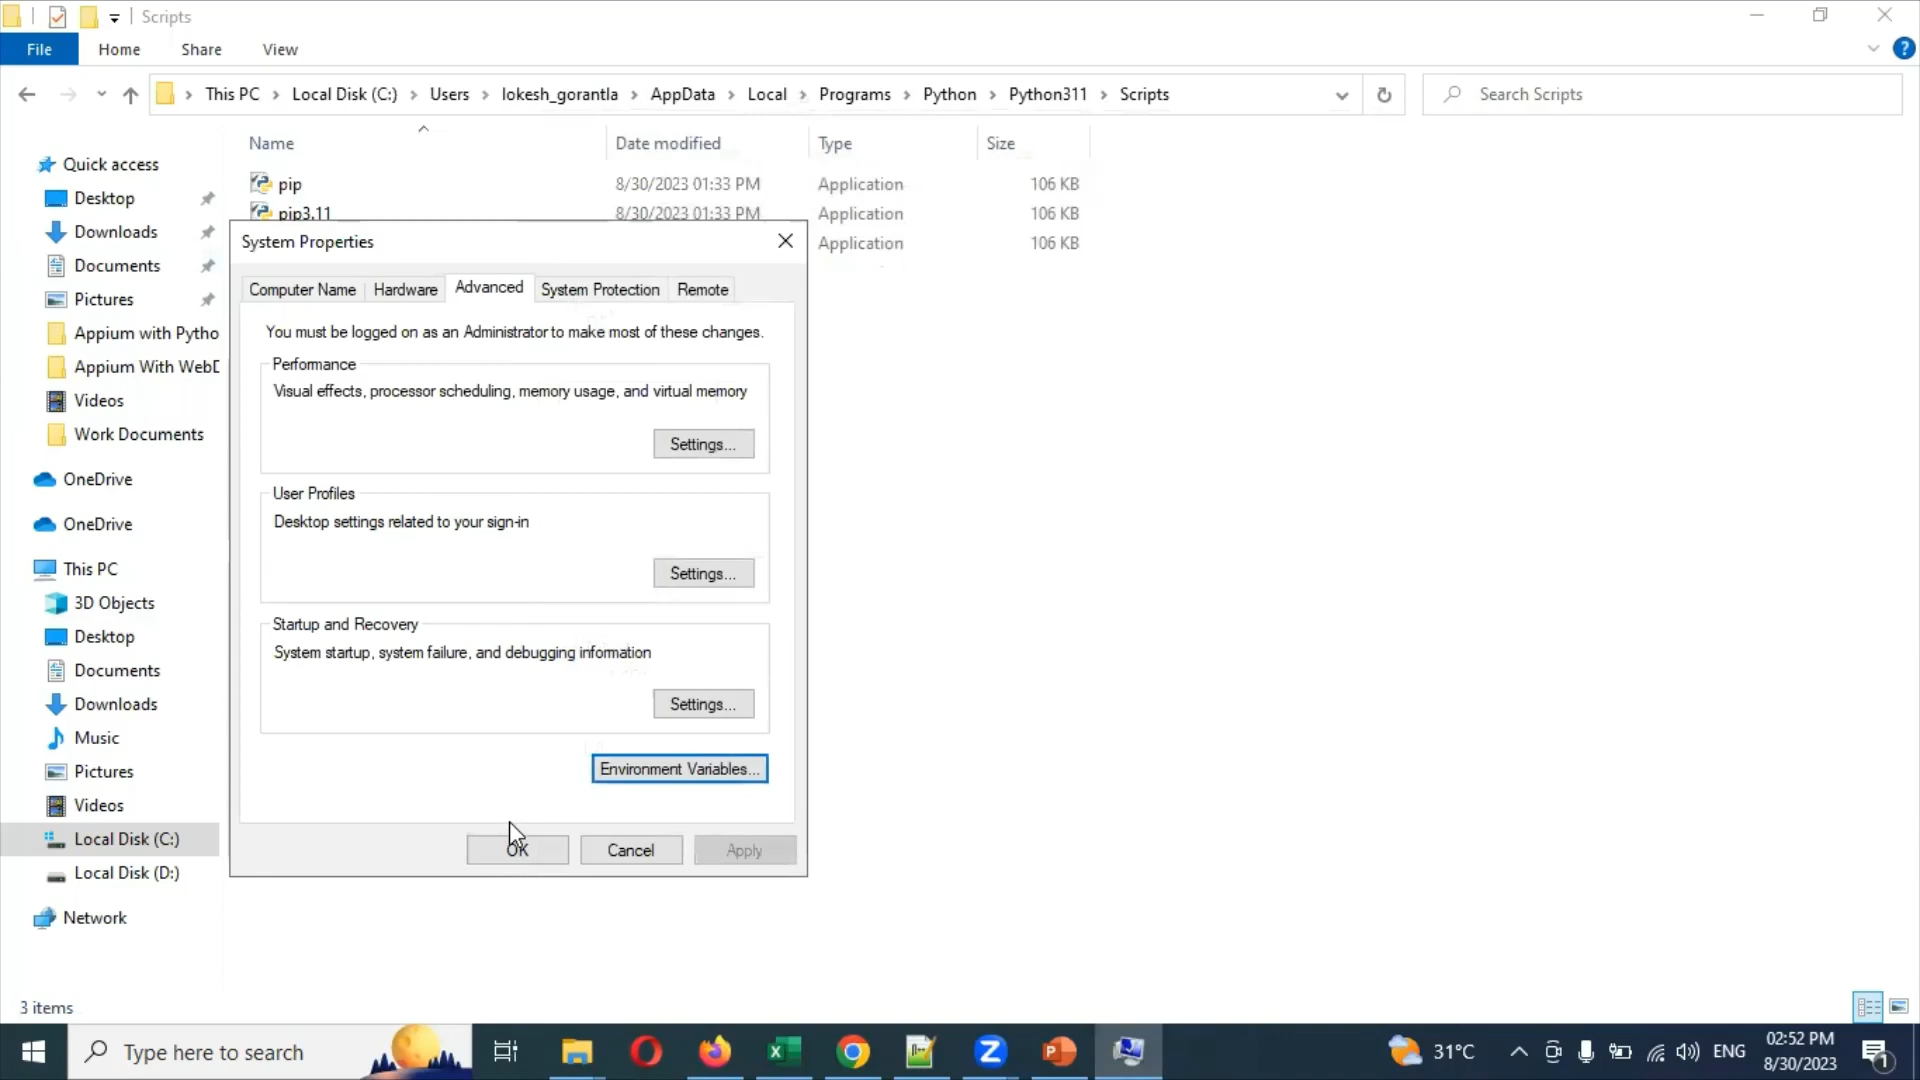 Scripts
File Home Share View
This PC Local Disk (C:) Users lokesh_gorantla AppData Local Programs Python Python311 Scripts
Search Scripts
Name Date modified Type Size
pip 8/30/2023 01:33 PM Application 106 KB
pip3.11 8/30/2023 01:33 PM Application 106 KB
Application 106 KB
Quick access
Desktop
Downloads
Documents
Pictures
Appium with Pytho
Appium With WebD
Videos
Work Documents
OneDrive
OneDrive
This PC
3D Objects
Desktop
Documents
Downloads
Music
Pictures
Videos
Local Disk (C:)
Local Disk (D:)
Network
System Properties
Computer Name Hardware Advanced System Protection Remote
You must be logged on as an Administrator to make most of these changes.
Performance
Visual effects, processor scheduling, memory usage, and virtual memory
Settings...
User Profiles
Desktop settings related to your sign-in
Settings...
Startup and Recovery
System startup, system failure, and debugging information
Settings...
Environment Variables...
OK Cancel Apply
3 items
Type here to search
31°C
ENG
02:52 PM
8/30/2023
1